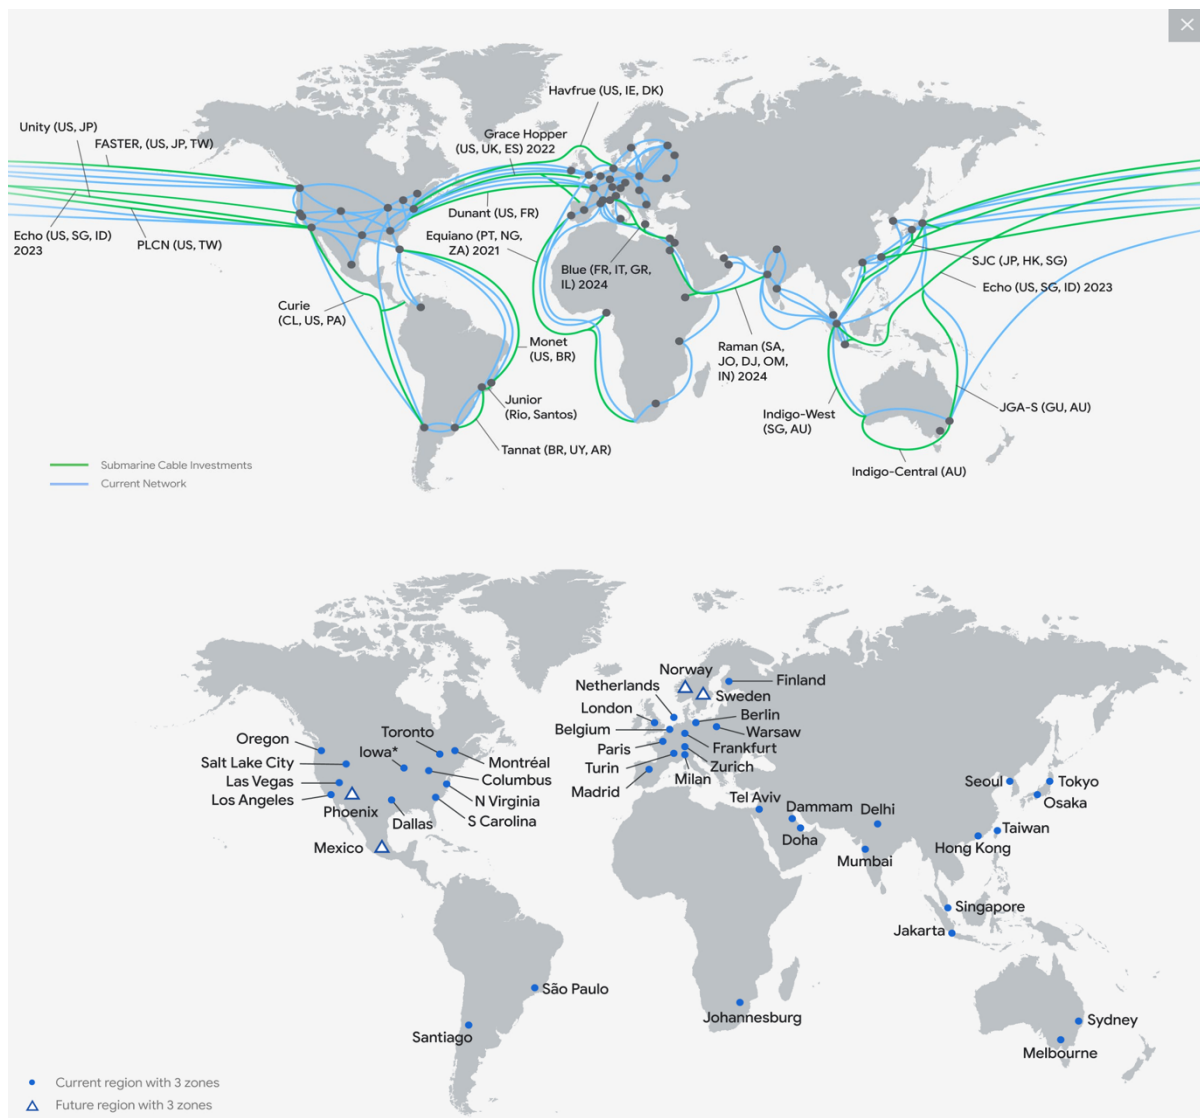 Havfrue (US, IE, DK)
Unity (US, JP)
FASTER, (US, JP, TW)
Grace Hopper
(US, UK, ES) 2022
Dunant (US, FR)
Echo (US, SG, ID)
2023
PLCN (US, TW)
Equiano (PT, NG,
ZA) 2021
Blue (FR, IT, GR,
IL) 2024
SJC (JP, HK, SG)
Echo (US, SG, ID) 2023
Curie
(CL, US, PA)
Monet
(US, BR)
Raman (SA,
JO, DJ, OM,
IN) 2024
Junior
(Rio, Santos)
Indigo-West
(SG, AU)
JGA-S (GU, AU)
Tannat (BR, UY, AR)
Indigo-Central (AU)
Submarine Cable Investments
Current Network
Norway
Netherlands
Sweden
Finland
London
Berlin
Belgium
Warsaw
Paris
Frankfurt
Turin
Zurich
Milan
Madrid
Oregon
Toronto
Iowa*
Montréal
Salt Lake City
Columbus
Las Vegas
N Virginia
Los Angeles
Phoenix
Dallas
S Carolina
Mexico
Tel Aviv
Dammam
Doha
Delhi
Mumbai
Seoul
Tokyo
Osaka
Taiwan
Hong Kong
Singapore
Jakarta
São Paulo
Santiago
Johannesburg
Sydney
Melbourne
Current region with 3 zones
Future region with 3 zones